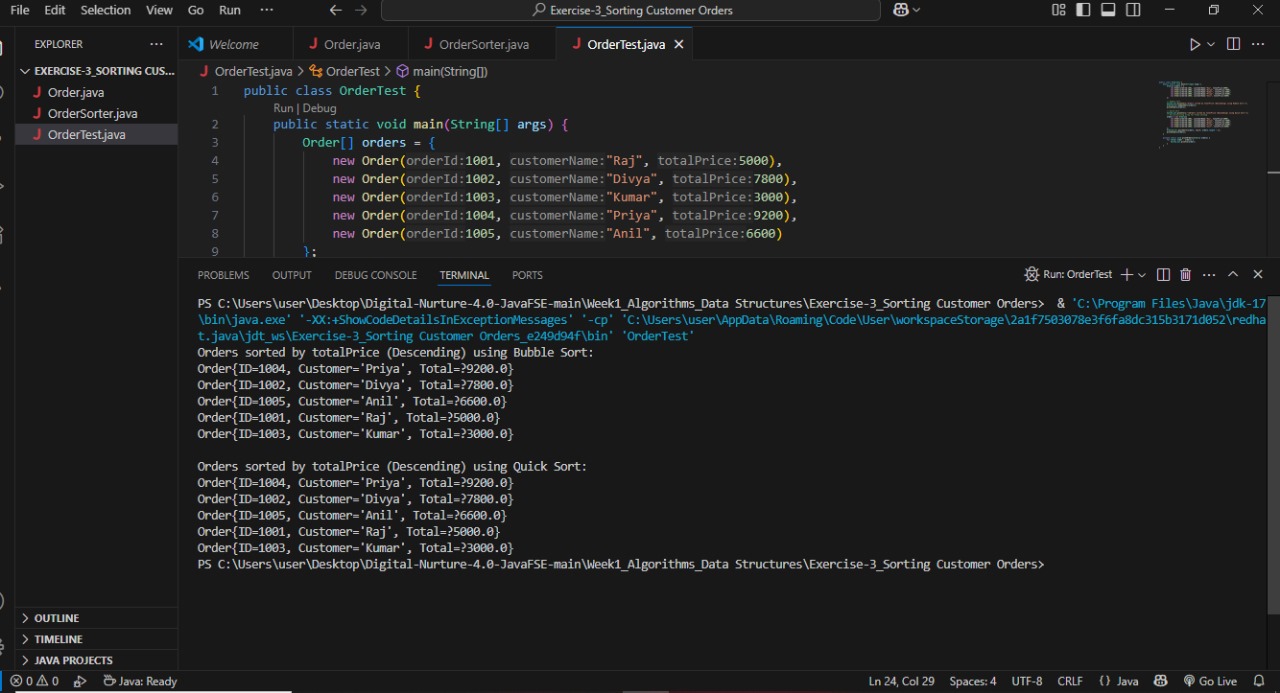 File Edit Selection View Go Run ··· ← → Exercise-3_Sorting Customer Orders
EXPLORER ···
EXERCISE-3_SORTING CUS...
Order.java
OrderSorter.java
OrderTest.java
Welcome Order.java OrderSorter.java OrderTest.java ×
OrderTest.java > OrderTest > main(String[])
1 public class OrderTest {
Run | Debug
2 public static void main(String[] args) {
3 Order[] orders = {
4 new Order(orderId:1001, customerName:"Raj", totalPrice:5000),
5 new Order(orderId:1002, customerName:"Divya", totalPrice:7800),
6 new Order(orderId:1003, customerName:"Kumar", totalPrice:3000),
7 new Order(orderId:1004, customerName:"Priya", totalPrice:9200),
8 new Order(orderId:1005, customerName:"Anil", totalPrice:6600)
9 };
PROBLEMS OUTPUT DEBUG CONSOLE TERMINAL PORTS Run: OrderTest
PS C:\Users\user\Desktop\Digital-Nurture-4.0-JavaFSE-main\Week1_Algorithms_Data Structures\Exercise-3_Sorting Customer Orders> & 'C:\Program Files\Java\jdk-17
\bin\java.exe' '-XX:+ShowCodeDetailsInExceptionMessages' '-cp' 'C:\Users\user\AppData\Roaming\Code\User\workspaceStorage\2a1f7503078e3f6fa8dc315b3171d052\redha
t.java\jdt_ws\Exercise-3_Sorting Customer Orders_e249d94f\bin' 'OrderTest'
Orders sorted by totalPrice (Descending) using Bubble Sort:
Order{ID=1004, Customer='Priya', Total=?9200.0}
Order{ID=1002, Customer='Divya', Total=?7800.0}
Order{ID=1005, Customer='Anil', Total=?6600.0}
Order{ID=1001, Customer='Raj', Total=?5000.0}
Order{ID=1003, Customer='Kumar', Total=?3000.0}
Orders sorted by totalPrice (Descending) using Quick Sort:
Order{ID=1004, Customer='Priya', Total=?9200.0}
Order{ID=1002, Customer='Divya', Total=?7800.0}
Order{ID=1005, Customer='Anil', Total=?6600.0}
Order{ID=1001, Customer='Raj', Total=?5000.0}
Order{ID=1003, Customer='Kumar', Total=?3000.0}
PS C:\Users\user\Desktop\Digital-Nurture-4.0-JavaFSE-main\Week1_Algorithms_Data Structures\Exercise-3_Sorting Customer Orders>
OUTLINE
TIMELINE
JAVA PROJECTS
0 0 Java: Ready Ln 24, Col 29 Spaces: 4 UTF-8 CRLF {} Java Go Live